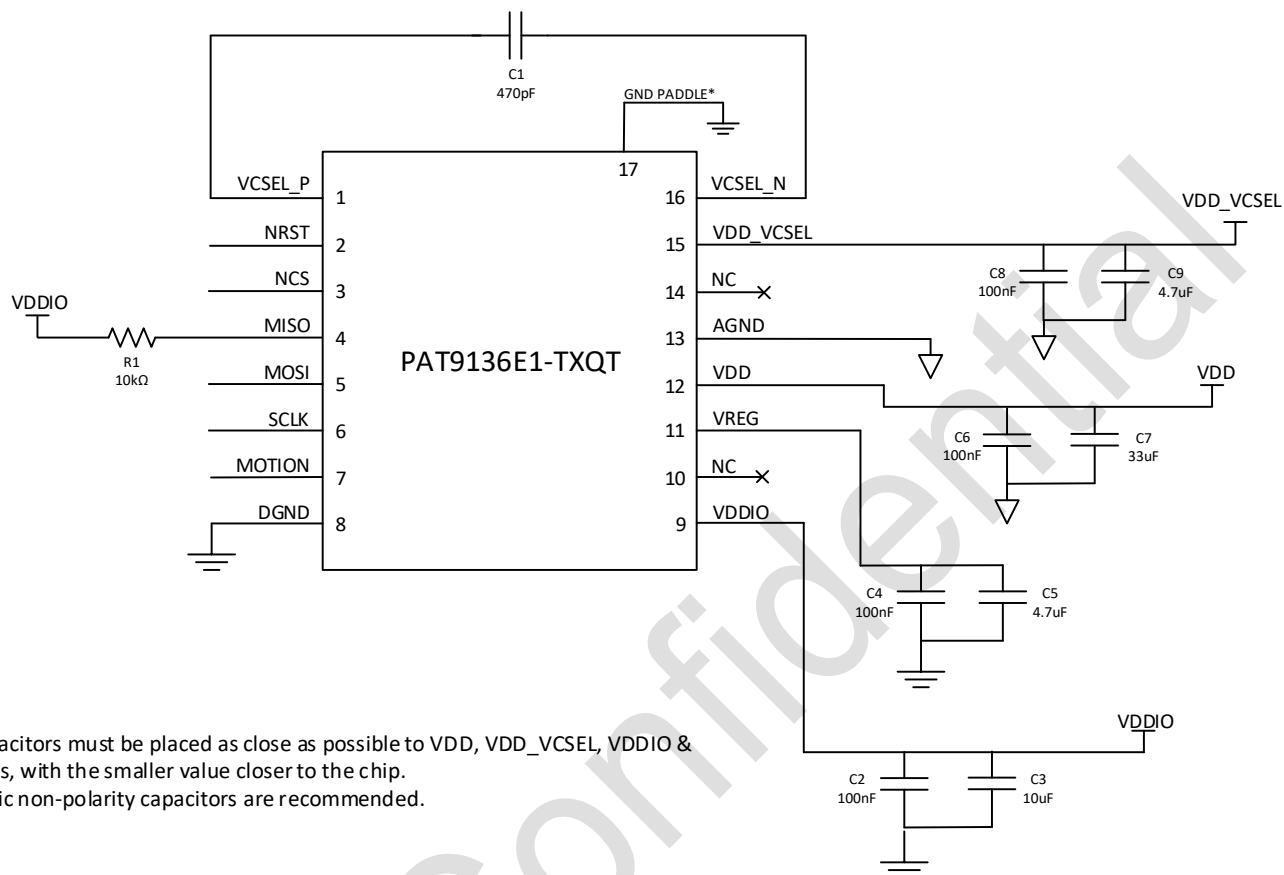 C1
470pF
GND PADDLE*
17
VCSEL_P
1
16
VCSEL_N
NRST
2
15
VDD_VCSEL
VDD_VCSEL
NCS
3
14
NC
C8
100nF
C9
4.7uF
VDDIO
R1
10kΩ
MISO
4
13
AGND
PAT9136E1-TXQT
MOSI
5
12
VDD
VDD
SCLK
6
11
VREG
C6
100nF
C7
33uF
MOTION
7
10
NC
DGND
8
9
VDDIO
C4
100nF
C5
4.7uF
VDDIO
C2
100nF
C3
10uF
must be placed as close as possible to VDD, VDD_VCSEL, VDDIO &
with the smaller value closer to the chip.
non-polarity capacitors are recommended.
Confidential